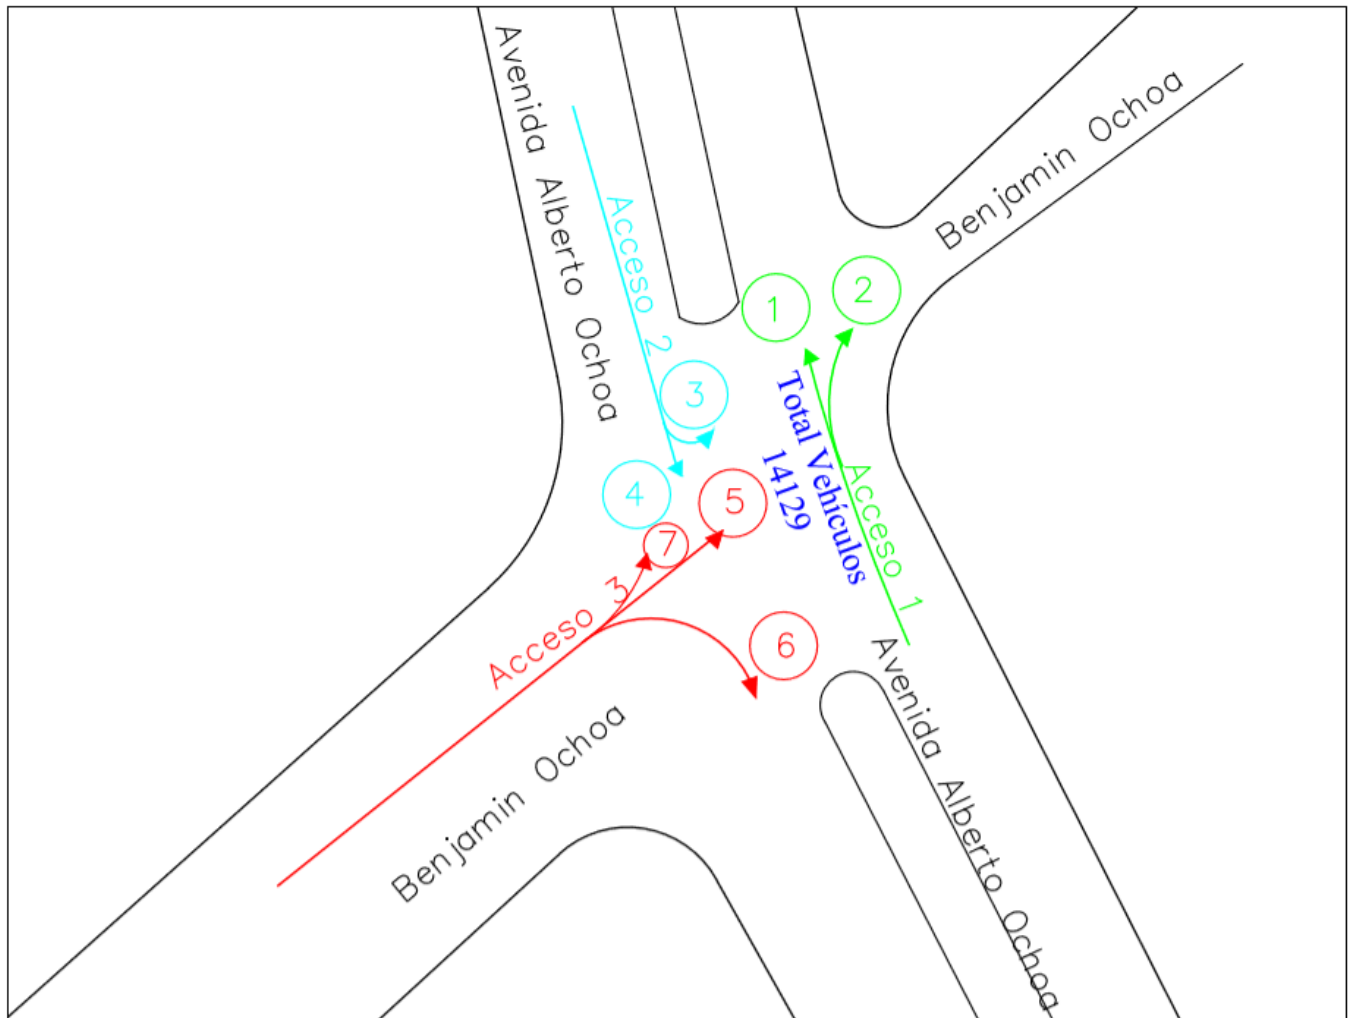 Avenida Alberto Ochoa
Acceso 2
Benjamin Ochoa
1
2
3
4
5
7
6
Total Vehículos
14129
Acceso 1
Acceso 3
Benjamin Ochoa
Avenida Alberto Ochoa